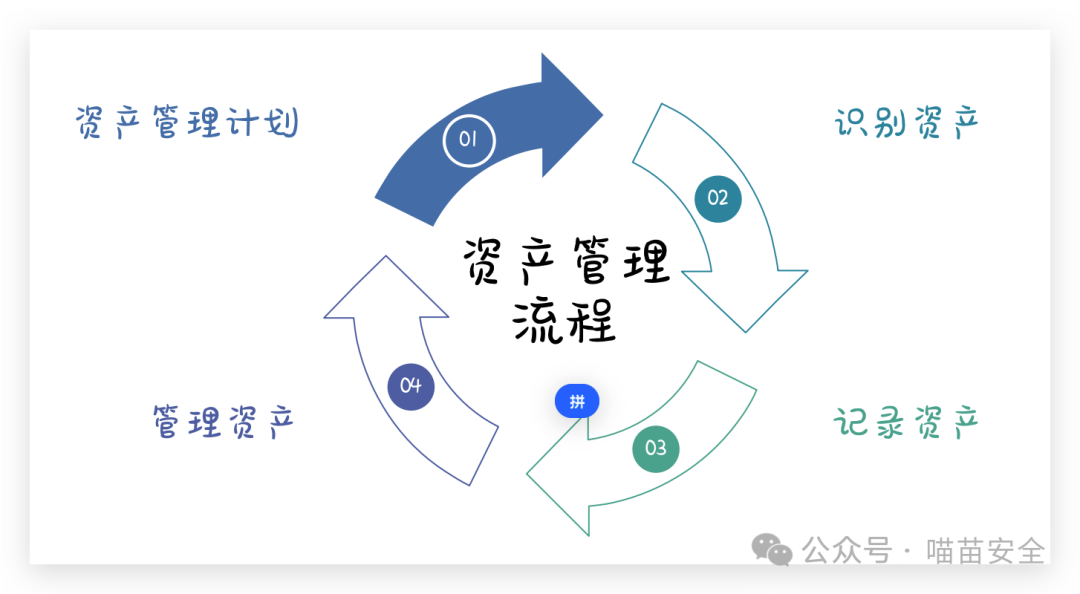 资产管理计划
01
识别资产
02
资产管理
流程
04
拼
管理资产
03
记录资产
公众号 · 喵苗安全